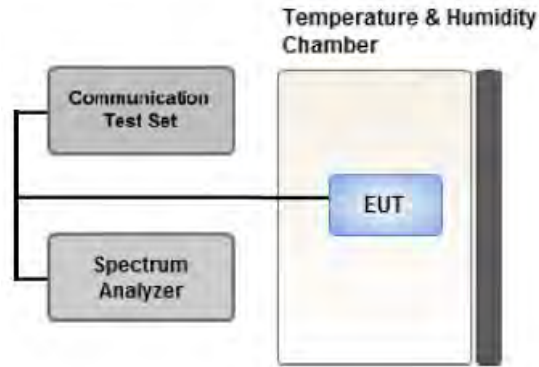 Temperature & Humidity
Chamber
Communication
Test Set
EUT
Spectrum
Analyzer